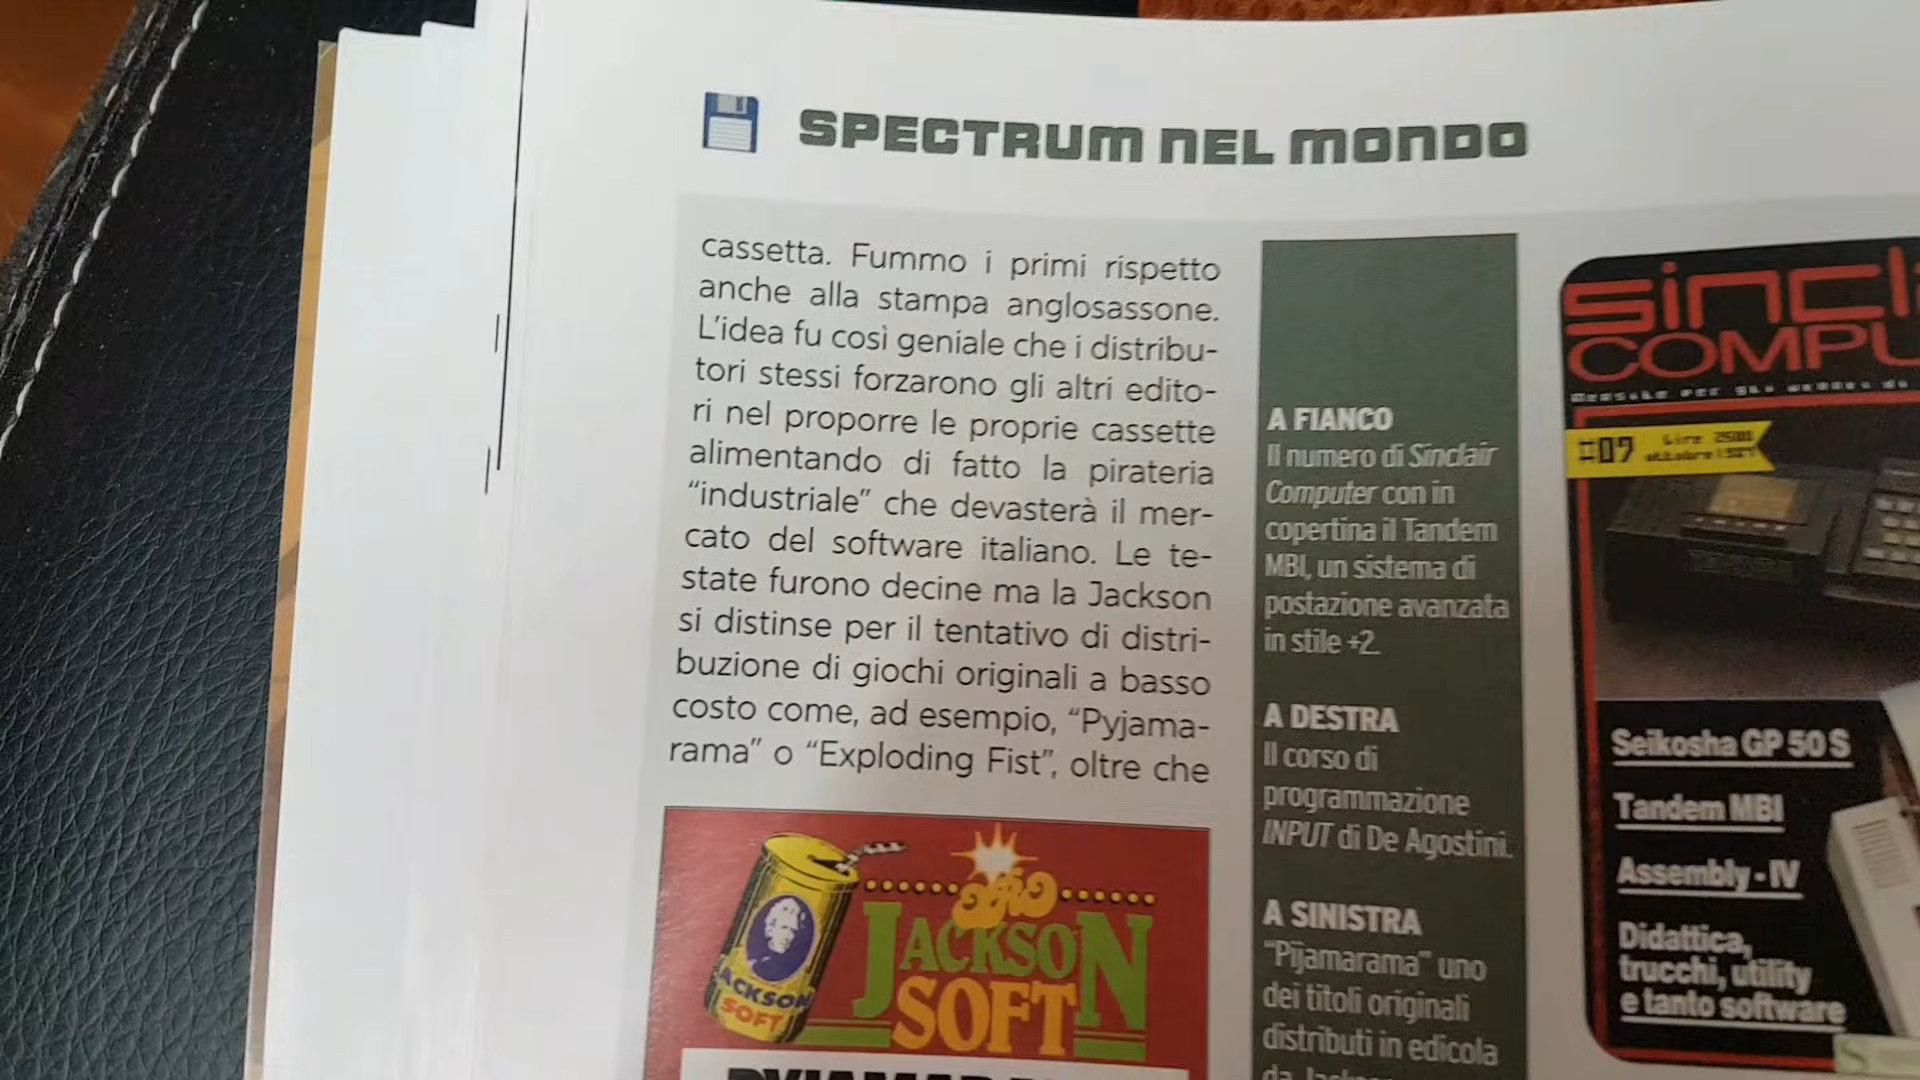 SPECTRUM NEL MONDO
cassetta. Fummo i primi rispetto
anche alla stampa anglosassone.
L'idea fu così geniale che i distribu-
tori stessi forzarono gli altri edito-
ri nel proporre le proprie cassette
alimentando di fatto la pirateria
“industriale” che devasterà il mer-
cato del software italiano. Le te-
state furono decine ma la Jackson
si distinse per il tentativo di distri-
buzione di giochi originali a basso
costo come, ad esempio, “Pyjama-
rama” o “Exploding Fist”, oltre che
JACKSON
SOFT
JACKSON
SOFT
A FIANCO
Il numero di Sinclair
Computer con in
copertina il Tandem
MBI, un sistema di
postazione avanzata
in stile +2.
A DESTRA
Il corso di
programmazione
INPUT di De Agostini.
A SINISTRA
“Pijamarama” uno
dei titoli originali
distributi in edicola
#07
Seikosha GP 50 S
Tandem MBI
Assembly - IV
Didattica,
trucchi, utility
e tanto software